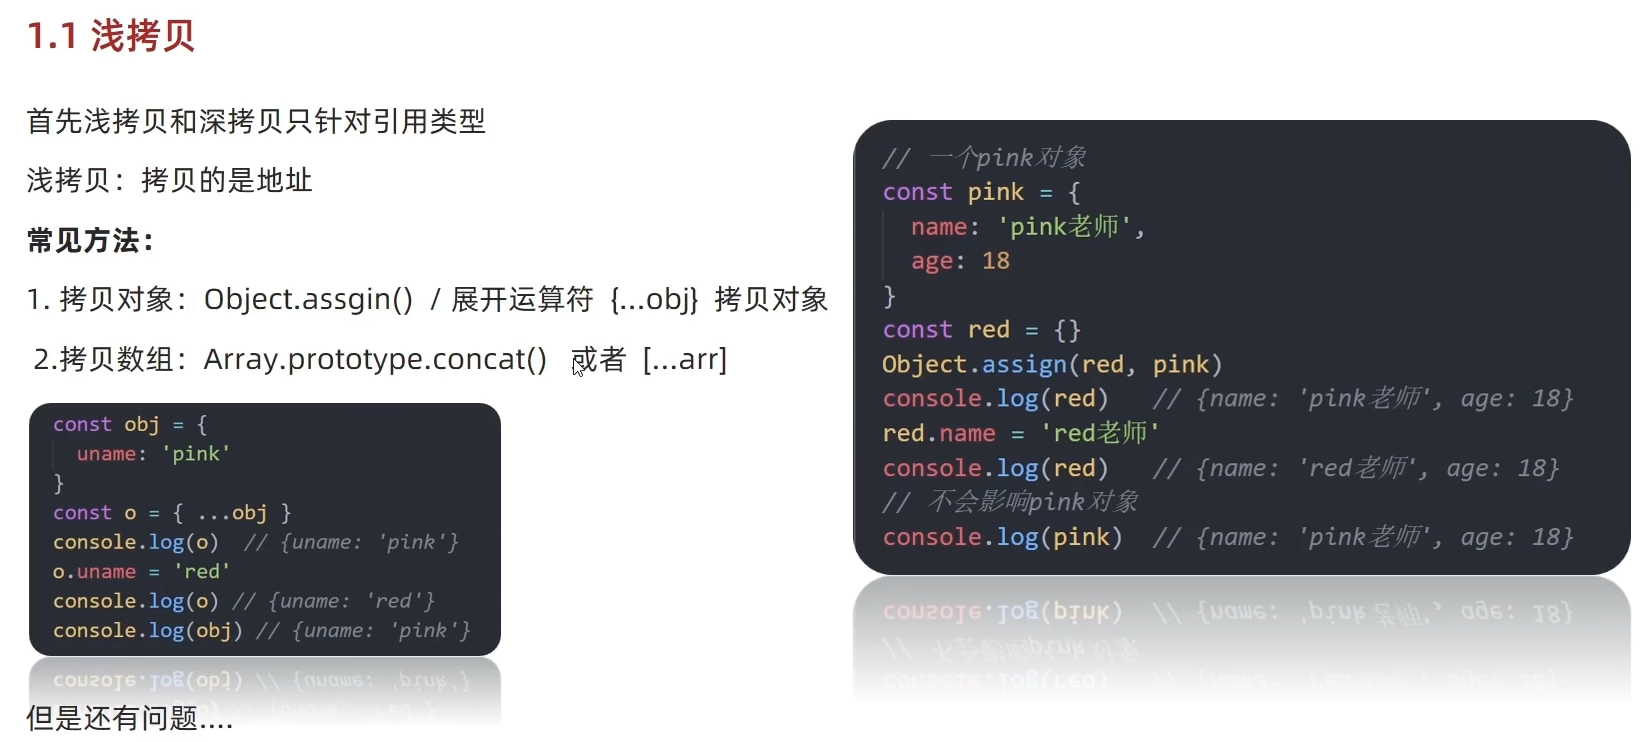 1.1 浅拷贝
首先浅拷贝和深拷贝只针对引用类型
浅拷贝：拷贝的是地址
常见方法：
1. 拷贝对象：Object.assgin() / 展开运算符 {...obj} 拷贝对象
2.拷贝数组：Array.prototype.concat() 或者 [...arr]
const obj = {
uname: 'pink'
}
const o = { ...obj }
console.log(o) // {uname: 'pink'}
o.uname = 'red'
console.log(o) // {uname: 'red'}
console.log(obj) // {uname: 'pink'}
但是还有问题....
// 一个pink对象
const pink = {
name: 'pink老师',
age: 18
}
const red = {}
Object.assign(red, pink)
console.log(red) // {name: 'pink老师', age: 18}
red.name = 'red老师'
console.log(red) // {name: 'red老师', age: 18}
// 不会影响pink对象
console.log(pink) // {name: 'pink老师', age: 18}